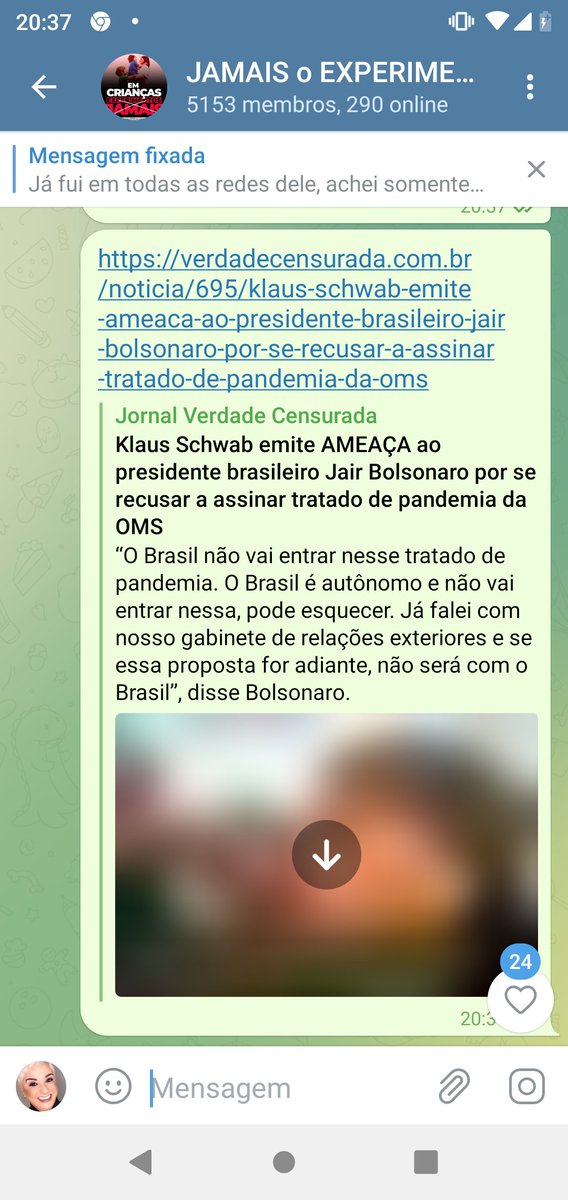 20:37
JAMAIS o EXPERIME...
5153 membros, 290 online
EM
CRIANÇAS
JAMAIS
Mensagem fixada
Já fui em todas as redes dele, achei somente...
20:37
https://verdadecensurada.com.br
/noticia/695/klaus-schwab-emite
-ameaca-ao-presidente-brasileiro-jair
-bolsonaro-por-se-recusar-a-assinar
-tratado-de-pandemia-da-oms
Jornal Verdade Censurada
Klaus Schwab emite AMEAÇA ao
presidente brasileiro Jair Bolsonaro por se
recusar a assinar tratado de pandemia da
OMS
“O Brasil não vai entrar nesse tratado de
pandemia. O Brasil é autônomo e não vai
entrar nessa, pode esquecer. Já falei com
nosso gabinete de relações exteriores e se
essa proposta for adiante, não será com o
Brasil”, disse Bolsonaro.
24
20:3
Mensagem